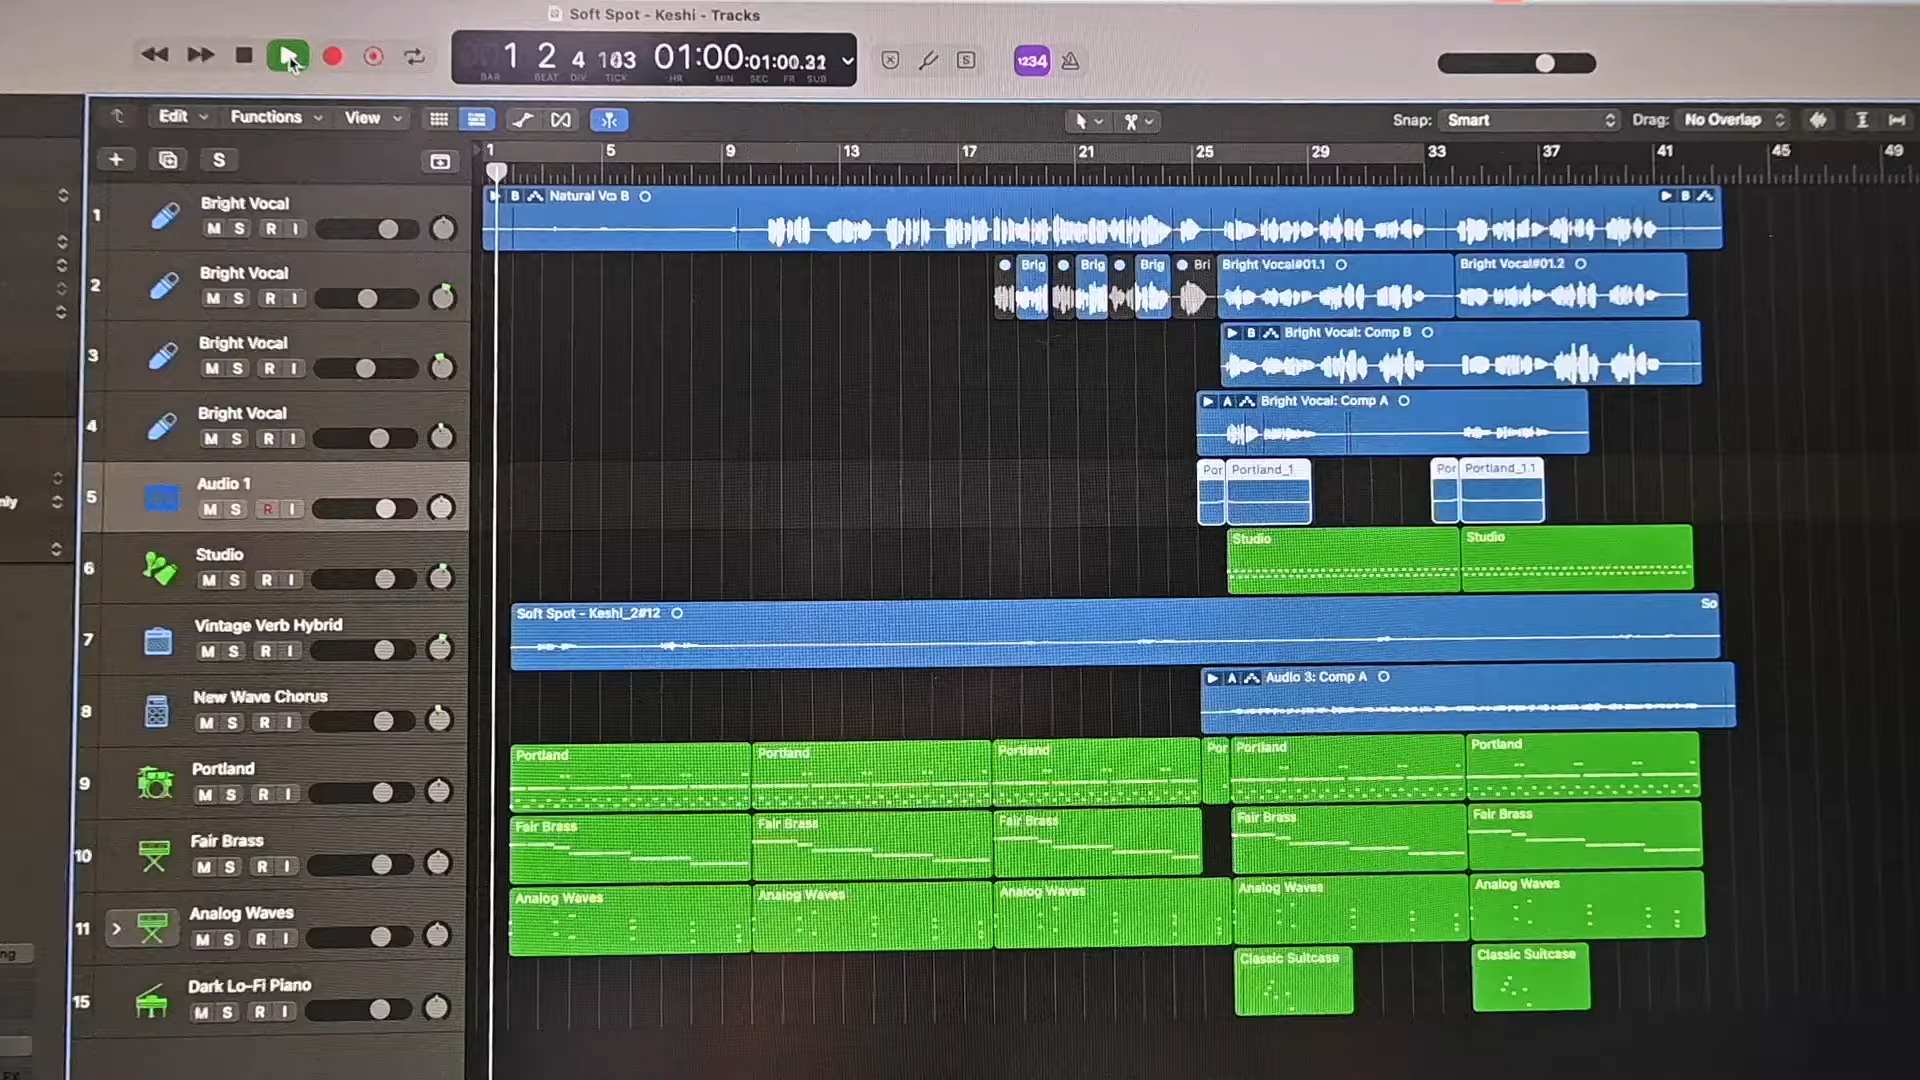 Soft Spot - Keshi - Tracks
1 2 4 103 01:00:01:00.31
BAR BEAT DIV TICK HR MIN SEC FR SUB
S 1234
Edit Functions View Snap: Smart Drag: No Overlap
S 1 5 9 13 17 21 25 29 33 37 41 45 49
1 Bright Vocal
M S R I
B Natural Vo B B
2 Bright Vocal
M S R I
Brig Brig Brig Bri Bright Vocal#01.1 Bright Vocal#01.2
3 Bright Vocal
M S R I
B Bright Vocal: Comp B
4 Bright Vocal
M S R I
A Bright Vocal: Comp A
5 Audio 1
M S R I
Por Portland_1 Por Portland_1.1
6 Studio
M S R I
Studio Studio
7 Vintage Verb Hybrid
M S R I
Soft Spot - Keshi_2#12 So
8 New Wave Chorus
M S R I
A Audio 3: Comp A
9 Portland
M S R I
Portland Portland Portland Por Portland Portland
10 Fair Brass
M S R I
Fair Brass Fair Brass Fair Brass Fair Brass Fair Brass
11 Analog Waves
M S R I
Analog Waves Analog Waves Analog Waves Analog Waves Analog Waves
15 Dark Lo-Fi Piano
M S R I
Classic Suitcase Classic Suitcase